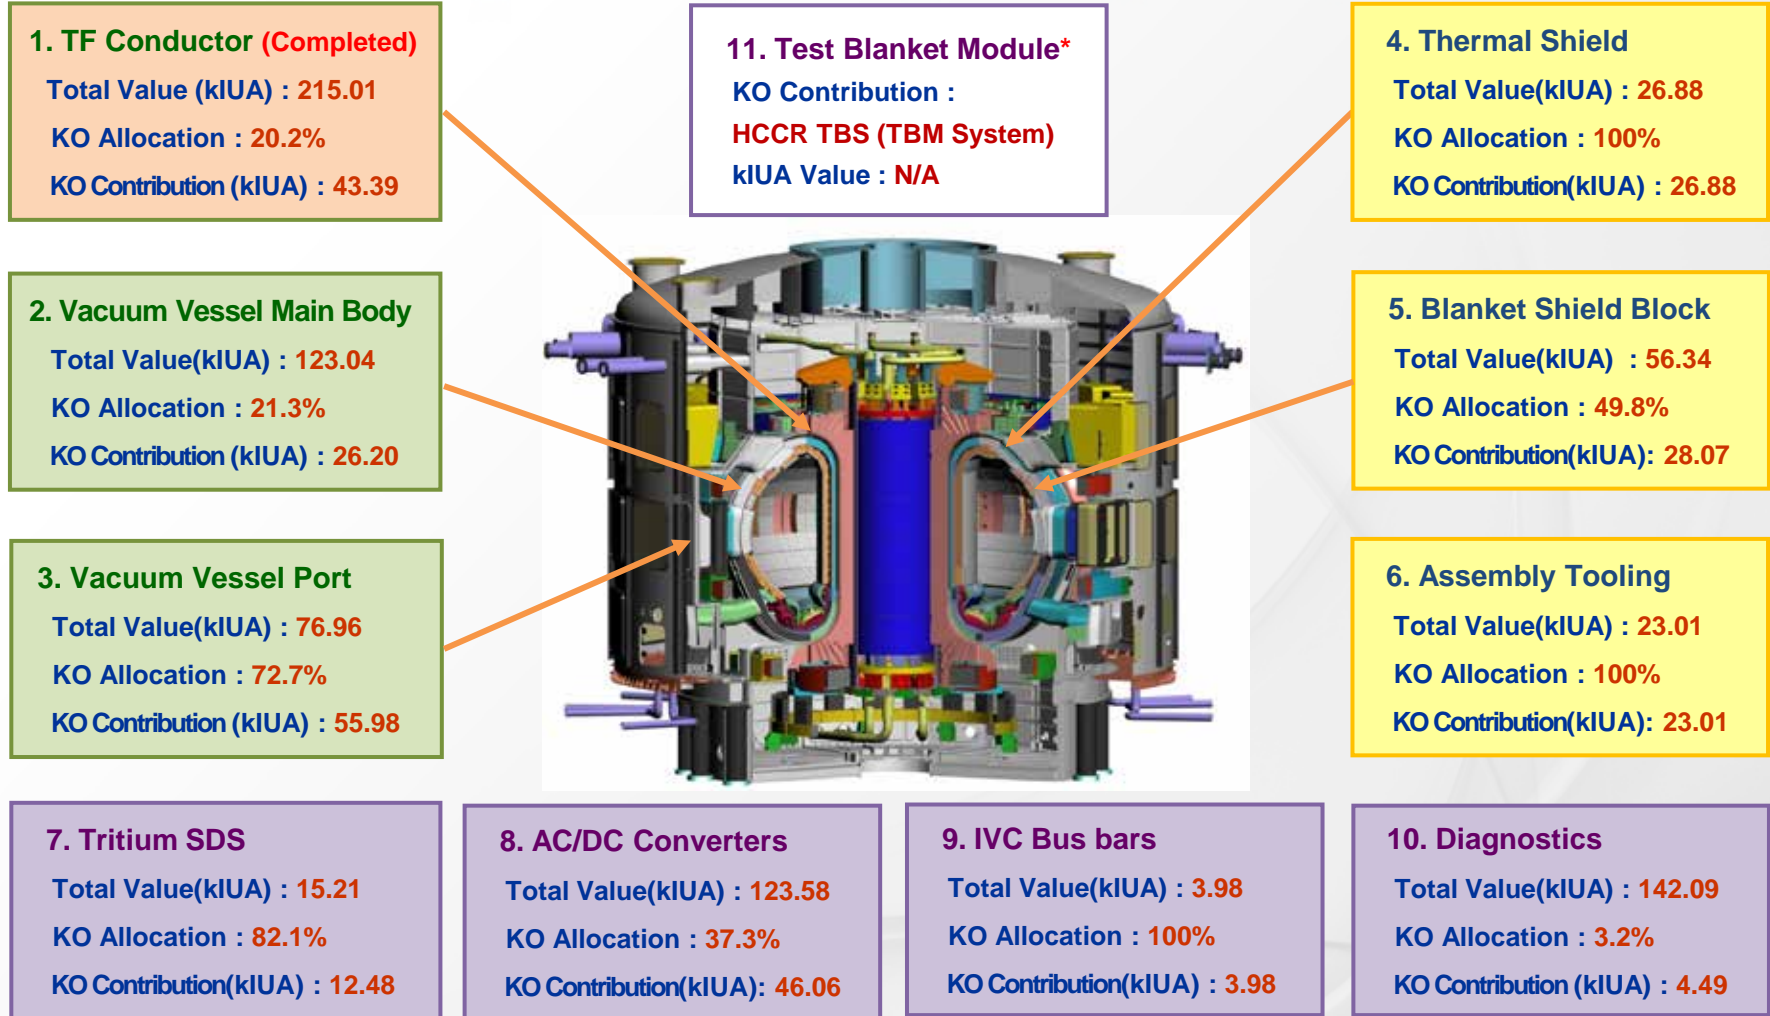 1. TF Conductor (Completed)
Total Value (kIUA) : 215.01
KO Allocation : 20.2%
KO Contribution (kIUA) : 43.39
2. Vacuum Vessel Main Body
Total Value(kIUA) : 123.04
KO Allocation : 21.3%
KO Contribution (kIUA) : 26.20
3. Vacuum Vessel Port
Total Value(kIUA) : 76.96
KO Allocation : 72.7%
KO Contribution (kIUA) : 55.98
11. Test Blanket Module*
KO Contribution :
HCCR TBS (TBM System)
kIUA Value : N/A
4. Thermal Shield
Total Value(kIUA) : 26.88
KO Allocation : 100%
KO Contribution(kIUA) : 26.88
5. Blanket Shield Block
Total Value(kIUA) : 56.34
KO Allocation : 49.8%
KO Contribution(kIUA): 28.07
6. Assembly Tooling
Total Value(kIUA) : 23.01
KO Allocation : 100%
KO Contribution(kIUA): 23.01
7. Tritium SDS
Total Value(kIUA) : 15.21
KO Allocation : 82.1%
KO Contribution(kIUA) : 12.48
8. AC/DC Converters
Total Value(kIUA) : 123.58
KO Allocation : 37.3%
KO Contribution(kIUA): 46.06
9. IVC Bus bars
Total Value(kIUA) : 3.98
KO Allocation : 100%
KO Contribution(kIUA) : 3.98
10. Diagnostics
Total Value(kIUA) : 142.09
KO Allocation : 3.2%
KO Contribution (kIUA) : 4.49